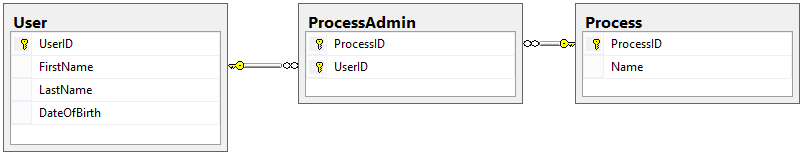 User
UserID
FirstName
LastName
DateOfBirth
ProcessAdmin
ProcessID
UserID
Process
ProcessID
Name